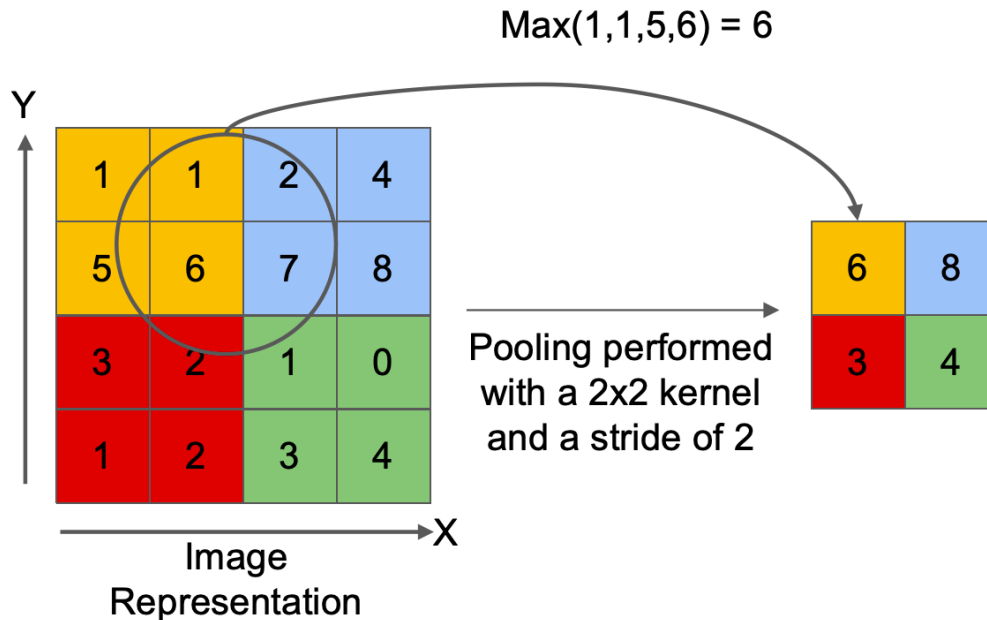 Max(1,1,5,6) = 6
Y
1 1 2 4
5 6 7 8
3 2 1 0
1 2 3 4
X
Image
Representation
Pooling performed
with a 2x2 kernel
and a stride of 2
6 8
3 4